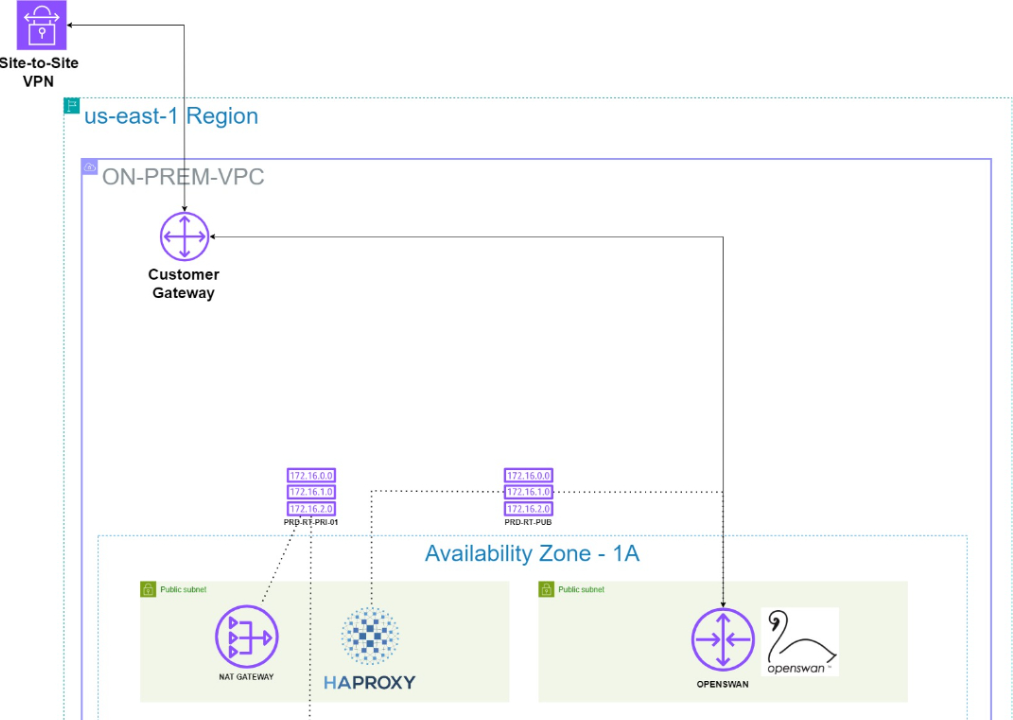 Site-to-Site
VPN
us-east-1 Region
ON-PREM-VPC
Customer
Gateway
172.16.0.0
172.16.1.0
172.16.2.0
PRD-RT-PRI-01
172.16.0.0
172.16.1.0
172.16.2.0
PRD-RT-PUB
Availability Zone - 1A
Public subnet
Public subnet
NAT GATEWAY
HAPROXY
OPENSWAN
openswan™